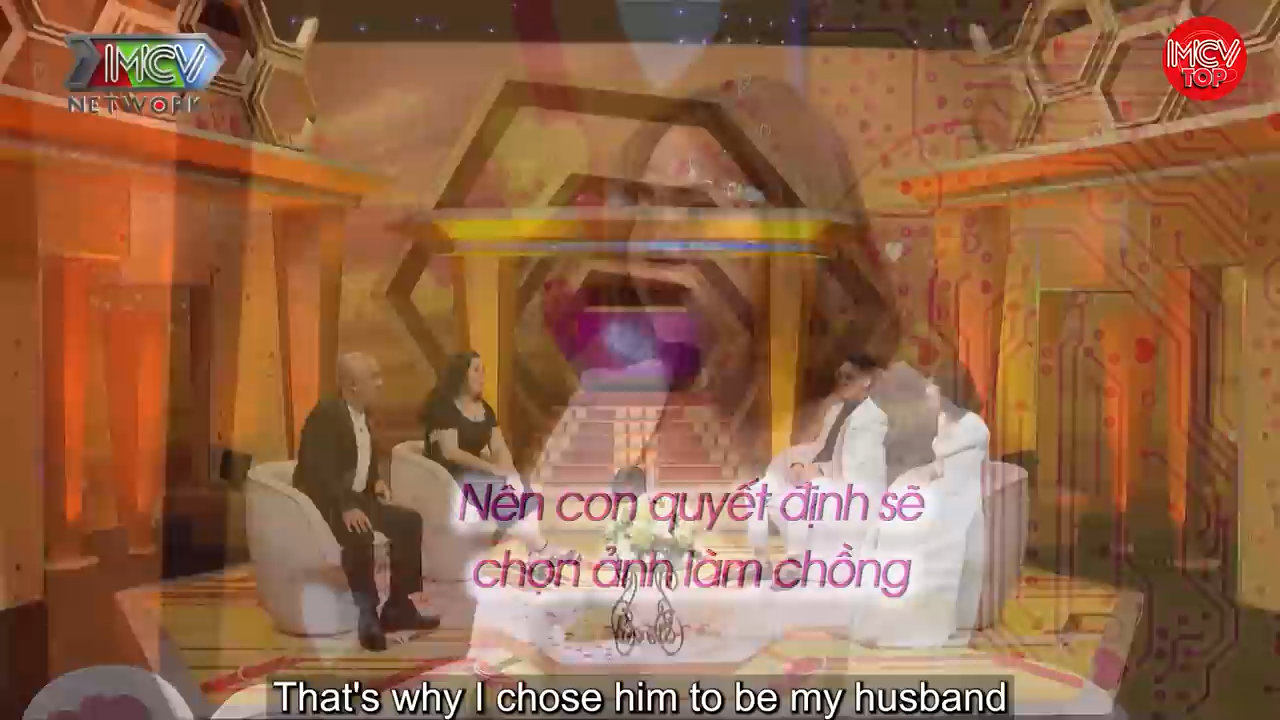 MCV
NETWORK
MCV
TOP
Nên con quyết định sẽ
chọn ảnh làm chồng
That's why I chose him to be my husband